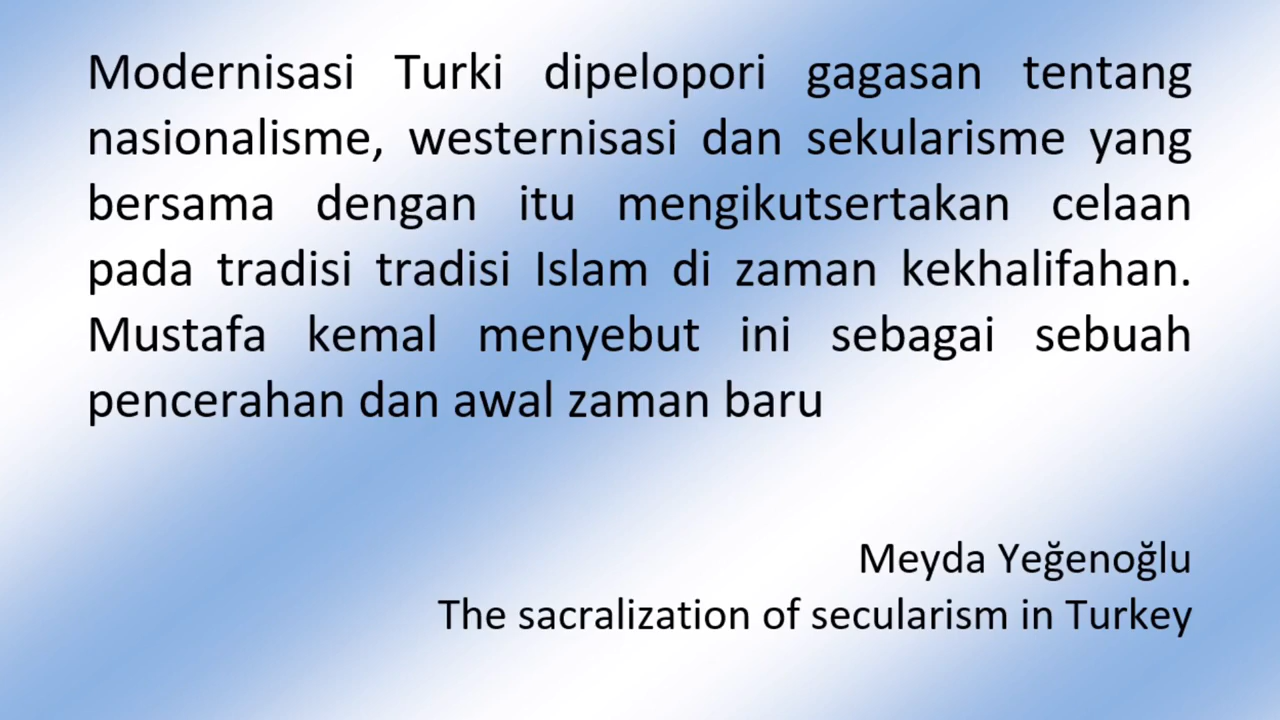 Modernisasi Turki dipelopori gagasan tentang
nasionalisme, westernisasi dan sekularisme yang
bersama dengan itu mengikutsertakan celaan
pada tradisi tradisi Islam di zaman kekhalifahan.
Mustafa kemal menyebut ini sebagai sebuah
pencerahan dan awal zaman baru
Meyda Yeğenoğlu
The sacralization of secularism in Turkey